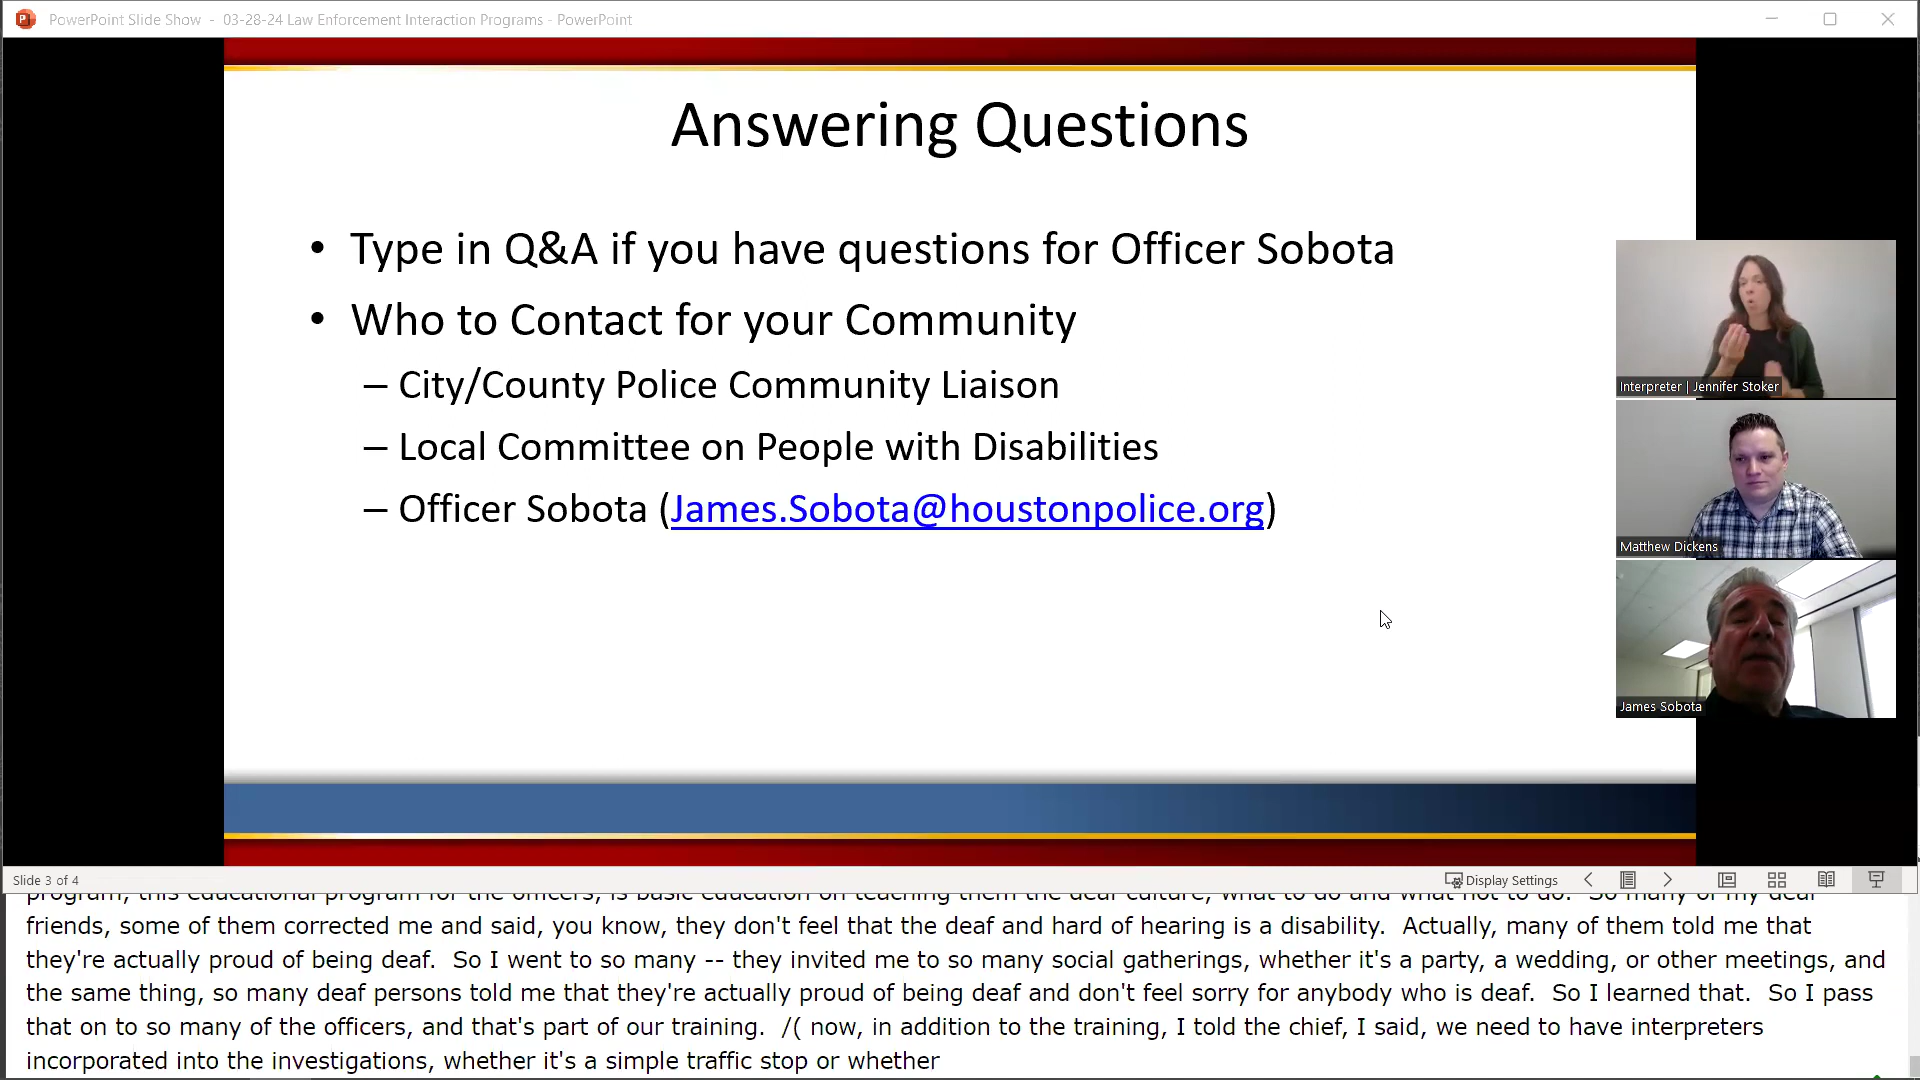 PowerPoint Slide Show - 03-28-24 Law Enforcement Interaction Programs - PowerPoint
Answering Questions
• Type in Q&A if you have questions for Officer Sobota
• Who to Contact for your Community
– City/County Police Community Liaison
– Local Committee on People with Disabilities
– Officer Sobota (James.Sobota@houstonpolice.org)
Interpreter | Jennifer Stoker
Matthew Dickens
James Sobota
Slide 3 of 4
Display Settings
program, this educational program for the officers, is basic education on teaching them the deaf culture, what to do and what not to do. So many of my deaf
friends, some of them corrected me and said, you know, they don't feel that the deaf and hard of hearing is a disability. Actually, many of them told me that
they're actually proud of being deaf. So I went to so many -- they invited me to so many social gatherings, whether it's a party, a wedding, or other meetings, and
the same thing, so many deaf persons told me that they're actually proud of being deaf and don't feel sorry for anybody who is deaf. So I learned that. So I pass
that on to so many of the officers, and that's part of our training. /( now, in addition to the training, I told the chief, I said, we need to have interpreters
incorporated into the investigations, whether it's a simple traffic stop or whether